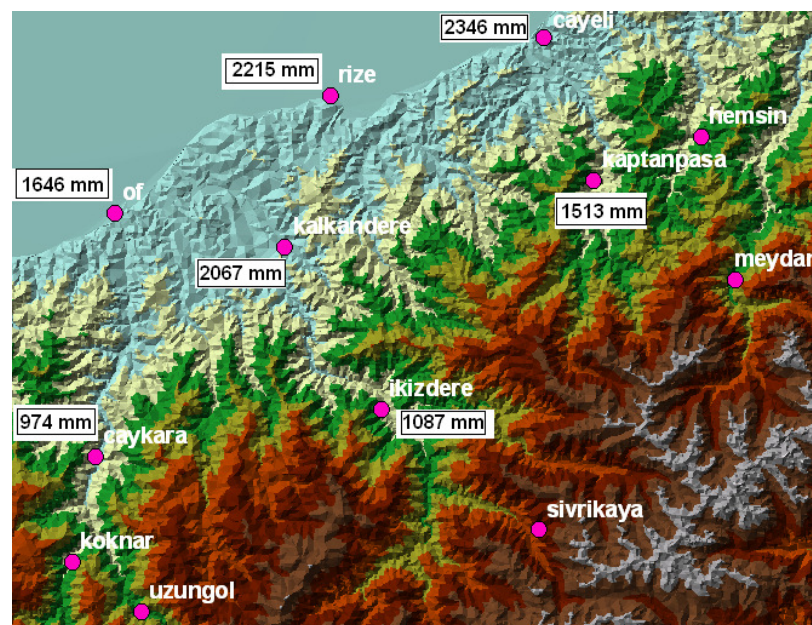 2346 mm
cayeli
2215 mm
rize
hemsin
kaptanpasa
1646 mm
of
1513 mm
kalkandere
2067 mm
meydan
ikizdere
1087 mm
974 mm
caykara
sivrikaya
koknar
uzungol